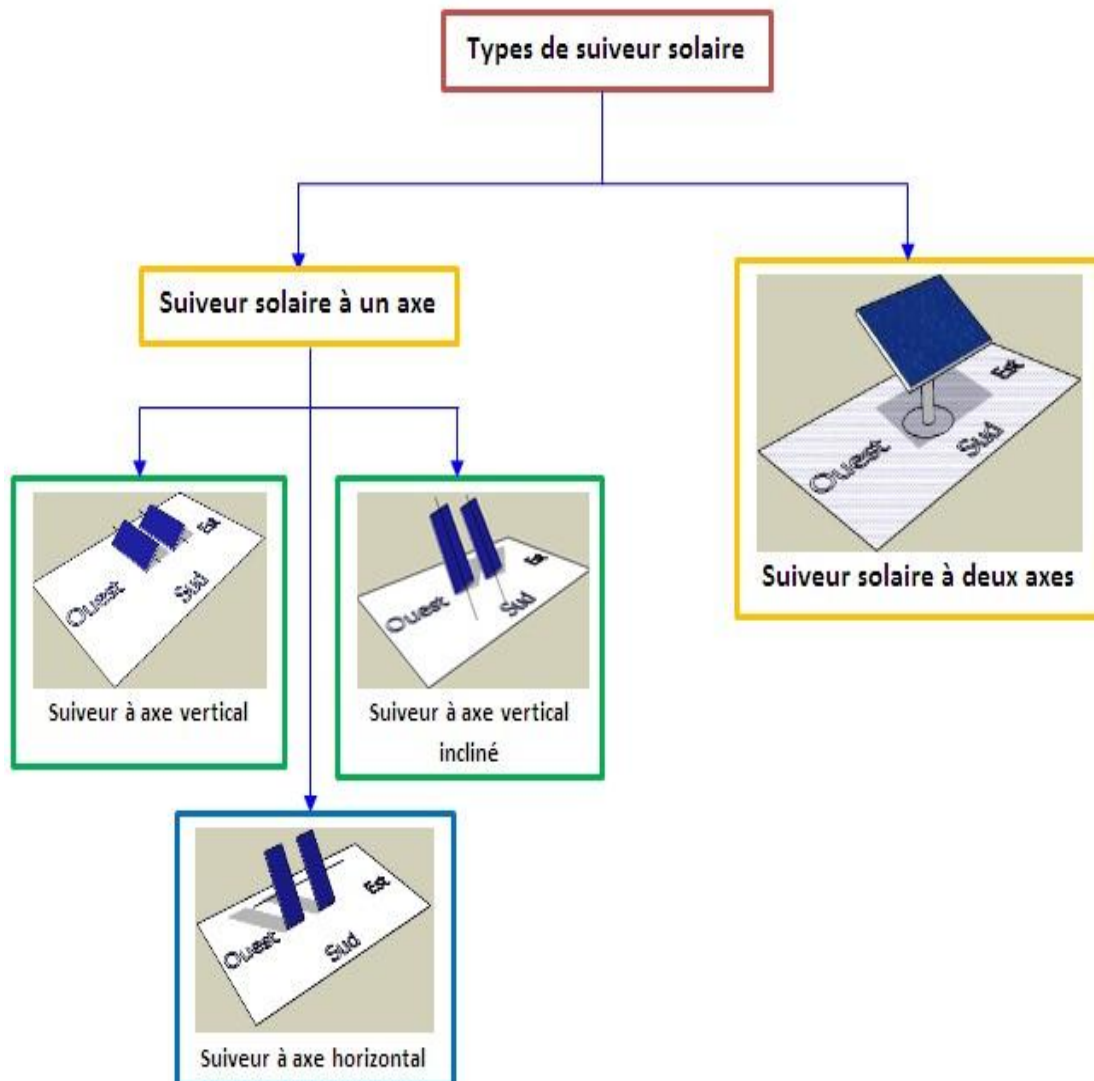 Types de suiveur solaire
Suiveur solaire à un axe
Est
Ouest
Sud
Suiveur solaire à deux axes
Est
Ouest
Sud
Suiveur à axe vertical
Est
Ouest
Sud
Suiveur à axe vertical
incliné
Est
Ouest
Sud
Suiveur à axe horizontal